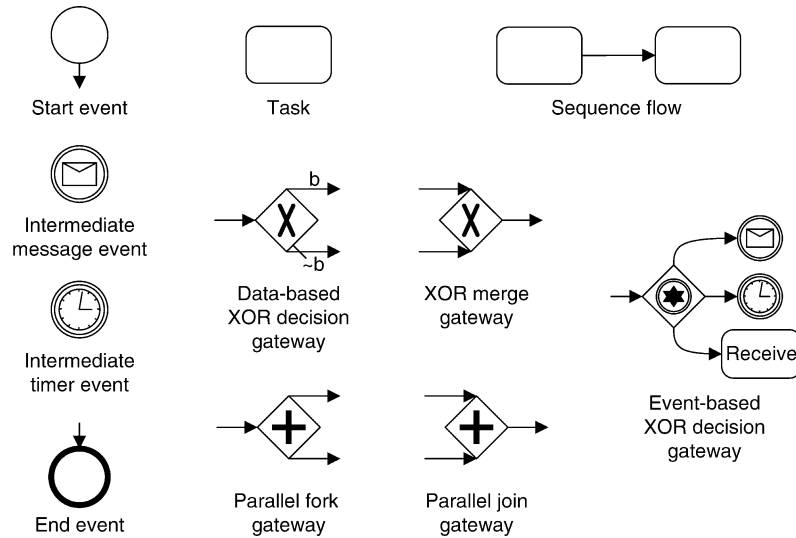 Start event
Task
Sequence flow
Intermediate
message event
b
X
~b
Data-based
XOR decision
gateway
X
XOR merge
gateway
Receive
Event-based
XOR decision
gateway
Intermediate
timer event
End event
Parallel fork
gateway
Parallel join
gateway